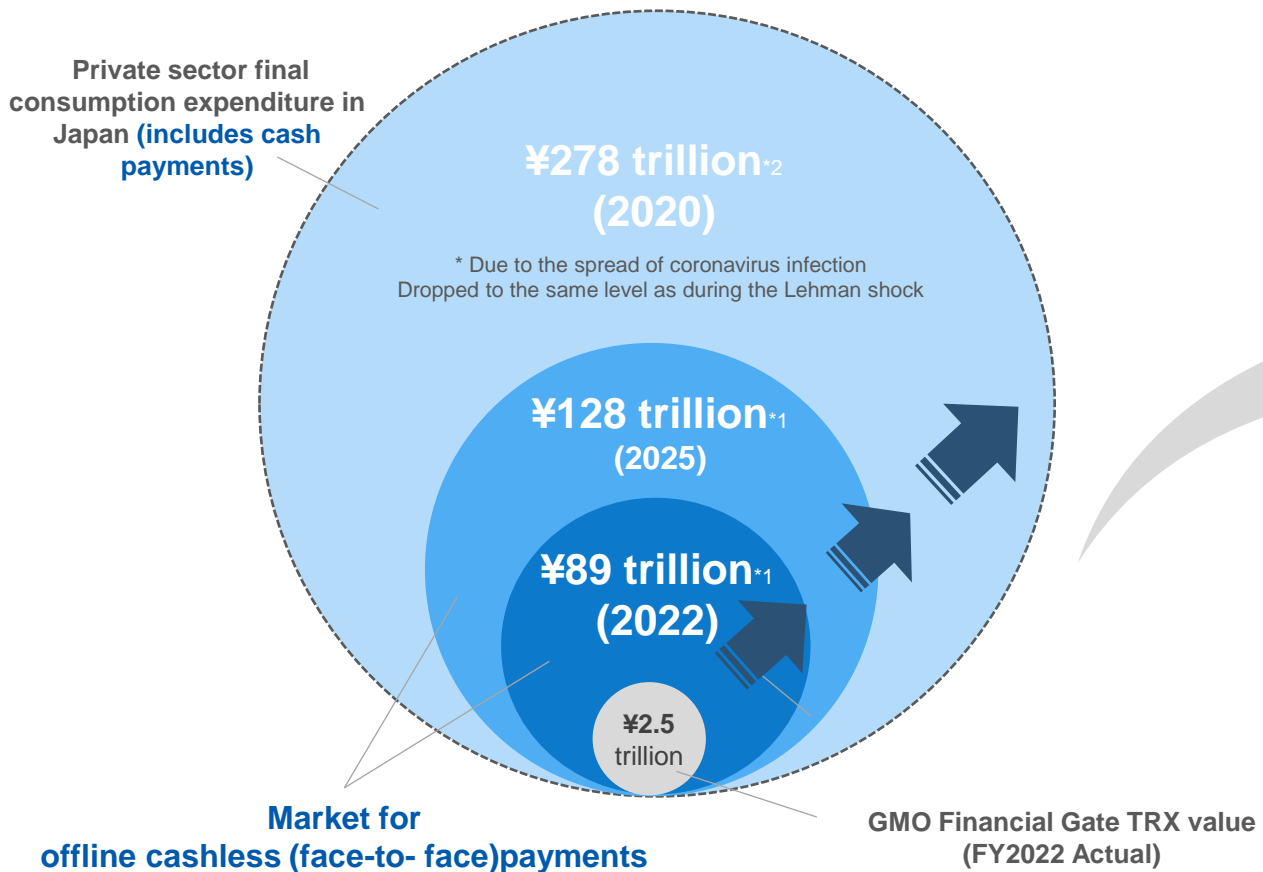 Private sector final
consumption expenditure in
Japan (includes cash
payments)
¥278 trillion*2
(2020)
* Due to the spread of coronavirus infection
Dropped to the same level as during the Lehman shock
¥128 trillion*1
(2025)
¥89 trillion*1
(2022)
¥2.5
trillion
Market for
offline cashless (face-to- face)payments
GMO Financial Gate TRX value
(FY2022 Actual)